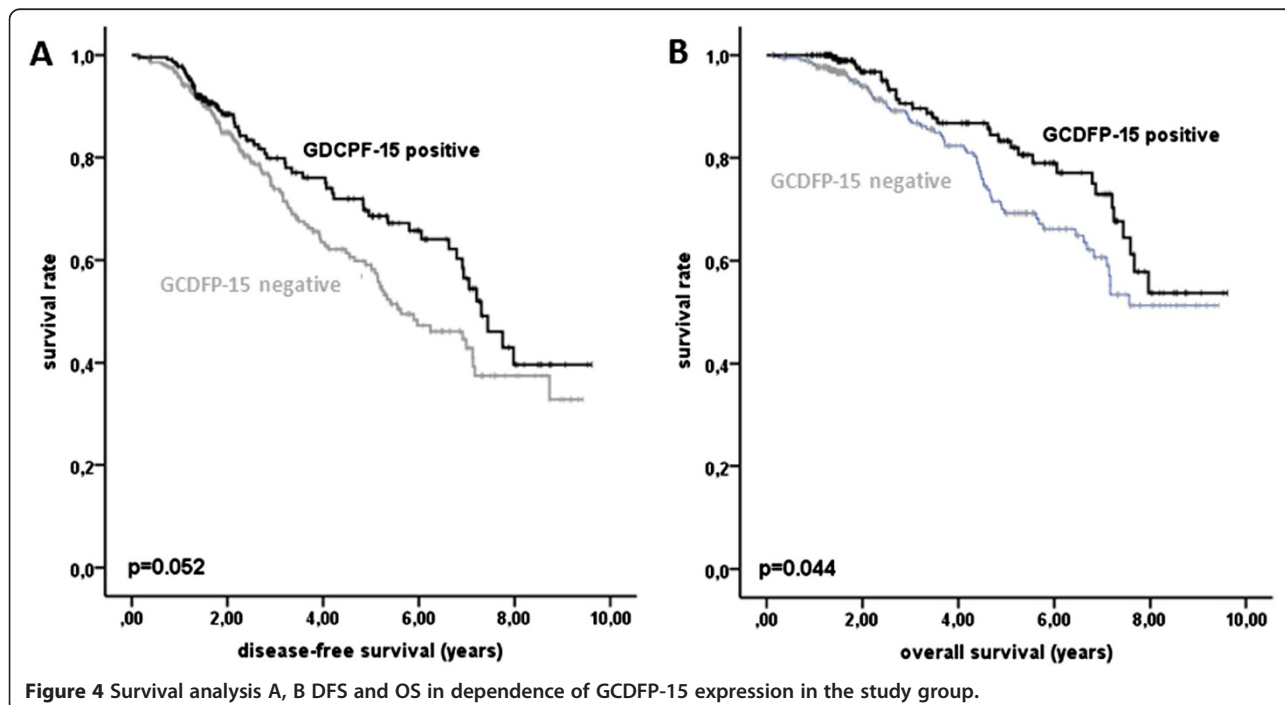 A
survival rate
1,0
0,8
0,6
0,4
0,2
0,0
GDCPF-15 positive
GCDFP-15 negative
p=0.052
,00
2,00
4,00
6,00
8,00
10,00
disease-free survival (years)
B
survival rate
1,0
0,8
0,6
0,4
0,2
0,0
GCDFP-15 positive
GCDFP-15 negative
p=0.044
,00
2,00
4,00
6,00
8,00
10,00
overall survival (years)
Figure 4 Survival analysis A, B DFS and OS in dependence of GCDFP-15 expression in the study group.